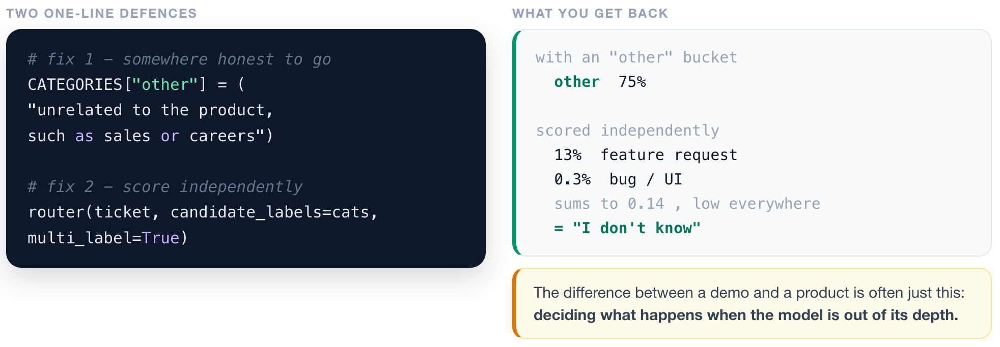 TWO ONE-LINE DEFENCES
# fix 1 – somewhere honest to go
CATEGORIES["other"] = (
"unrelated to the product,
such as sales or careers")
# fix 2 – score independently
router(ticket, candidate_labels=cats,
multi_label=True)
WHAT YOU GET BACK
with an "other" bucket
other 75%
scored independently
13% feature request
0.3% bug / UI
sums to 0.14 , low everywhere
= "I don't know"
The difference between a demo and a product is often just this:
deciding what happens when the model is out of its depth.